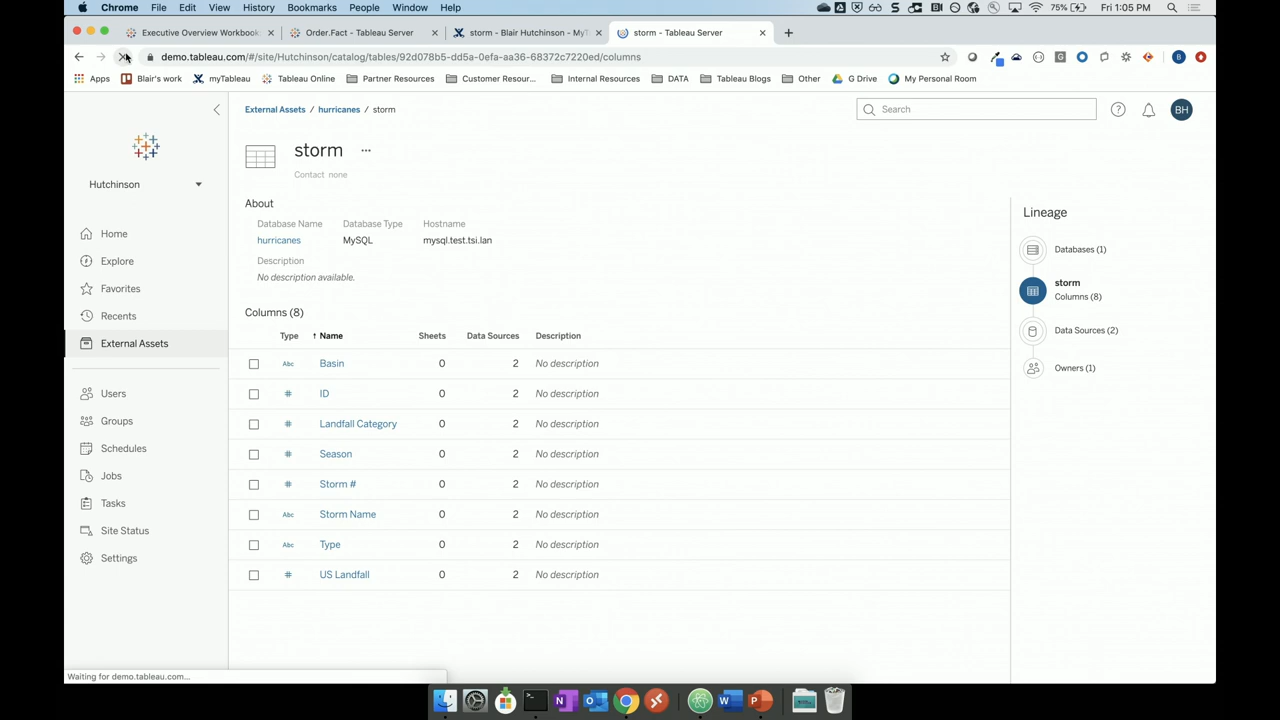 Chrome File Edit View History Bookmarks People Window Help 75% Fri 1:05 PM
Executive Overview Workbook Order.Fact - Tableau Server storm - Blair Hutchinson - MyT storm - Tableau Server
demo.tableau.com/#/site/Hutchinson/catalog/tables/92d078b5-dd5a-0efa-aa36-68372c7220ed/columns
Apps Blair's work myTableau Tableau Online Partner Resources Customer Resour... Internal Resources DATA Tableau Blogs Other G Drive My Personal Room
External Assets / hurricanes / storm Search BH
storm ...
Contact none
Hutchinson
Home
Explore
Favorites
Recents
External Assets
Users
Groups
Schedules
Jobs
Tasks
Site Status
Settings
About
Database Name Database Type Hostname
hurricanes MySQL mysql.test.tsi.lan
Description
No description available.
Columns (8)
Type ↑ Name Sheets Data Sources Description
Abc Basin 0 2 No description
# ID 0 2 No description
# Landfall Category 0 2 No description
# Season 0 2 No description
# Storm # 0 2 No description
Abc Storm Name 0 2 No description
Abc Type 0 2 No description
# US Landfall 0 2 No description
Lineage
Databases (1)
storm
Columns (8)
Data Sources (2)
Owners (1)
Waiting for demo.tableau.com...